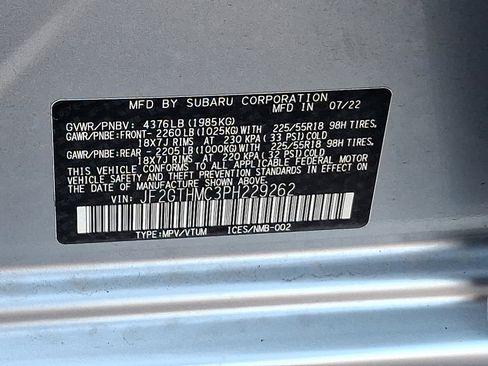 MFD BY SUBARU CORPORATION
MFD IN 07/22
GVWR/PNBV: 4376LB (1985KG)
GAWR/PNBE:FRONT- 2260LB(1025KG)WITH 225/55R18 98H TIRES,
18X7J RIMS AT 230 KPA(33 PSI)COLD
GAWR/PNBE:REAR - 2205LB(1000KG)WITH 225/55R18 98H TIRES,
18X7J RIMS AT 220 KPA(32 PSI)COLD
THIS VEHICLE CONFORMS TO ALL APPLICABLE FEDERAL MOTOR
VEHICLE SAFETY STANDARDS IN EFFECT ON THE DATE OF
MANUFACTURE SHOWN ABOVE.
VIN: JF2GTHMC3PH229262
TYPE:MPV/VTUM ICES/NMB-002